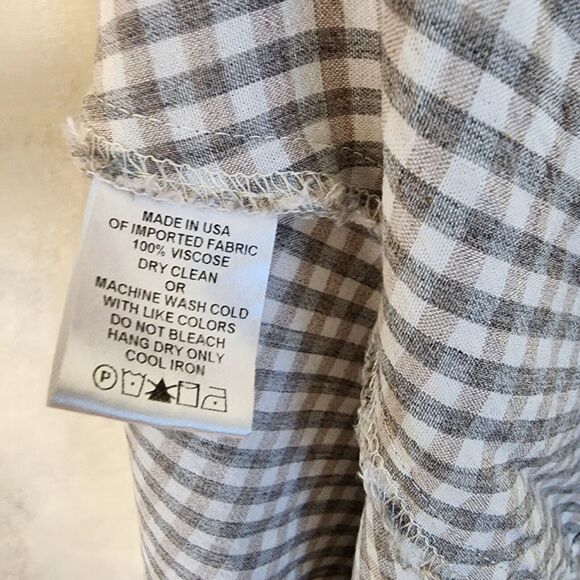 MADE IN USA
OF IMPORTED FABRIC
100% VISCOSE
DRY CLEAN
OR
MACHINE WASH COLD
WITH LIKE COLORS
DO NOT BLEACH
HANG DRY ONLY
COOL IRON
P